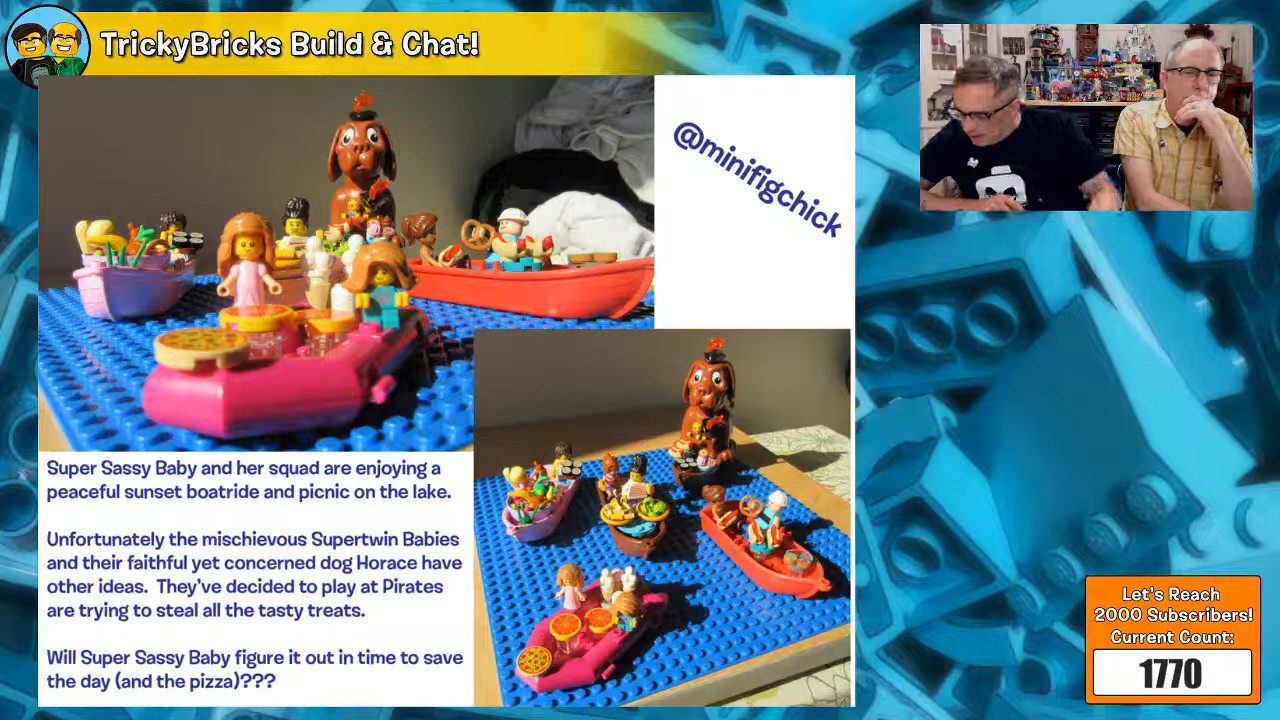 TrickyBricks Build & Chat!
@minifigchick
Super Sassy Baby and her squad are enjoying a
peaceful sunset boatride and picnic on the lake.
Unfortunately the mischievous Supertwin Babies
and their faithful yet concerned dog Horace have
other ideas. They've decided to play at Pirates
are trying to steal all the tasty treats.
Will Super Sassy Baby figure it out in time to save
the day (and the pizza)???
Let's Reach
2000 Subscribers!
Current Count:
1770